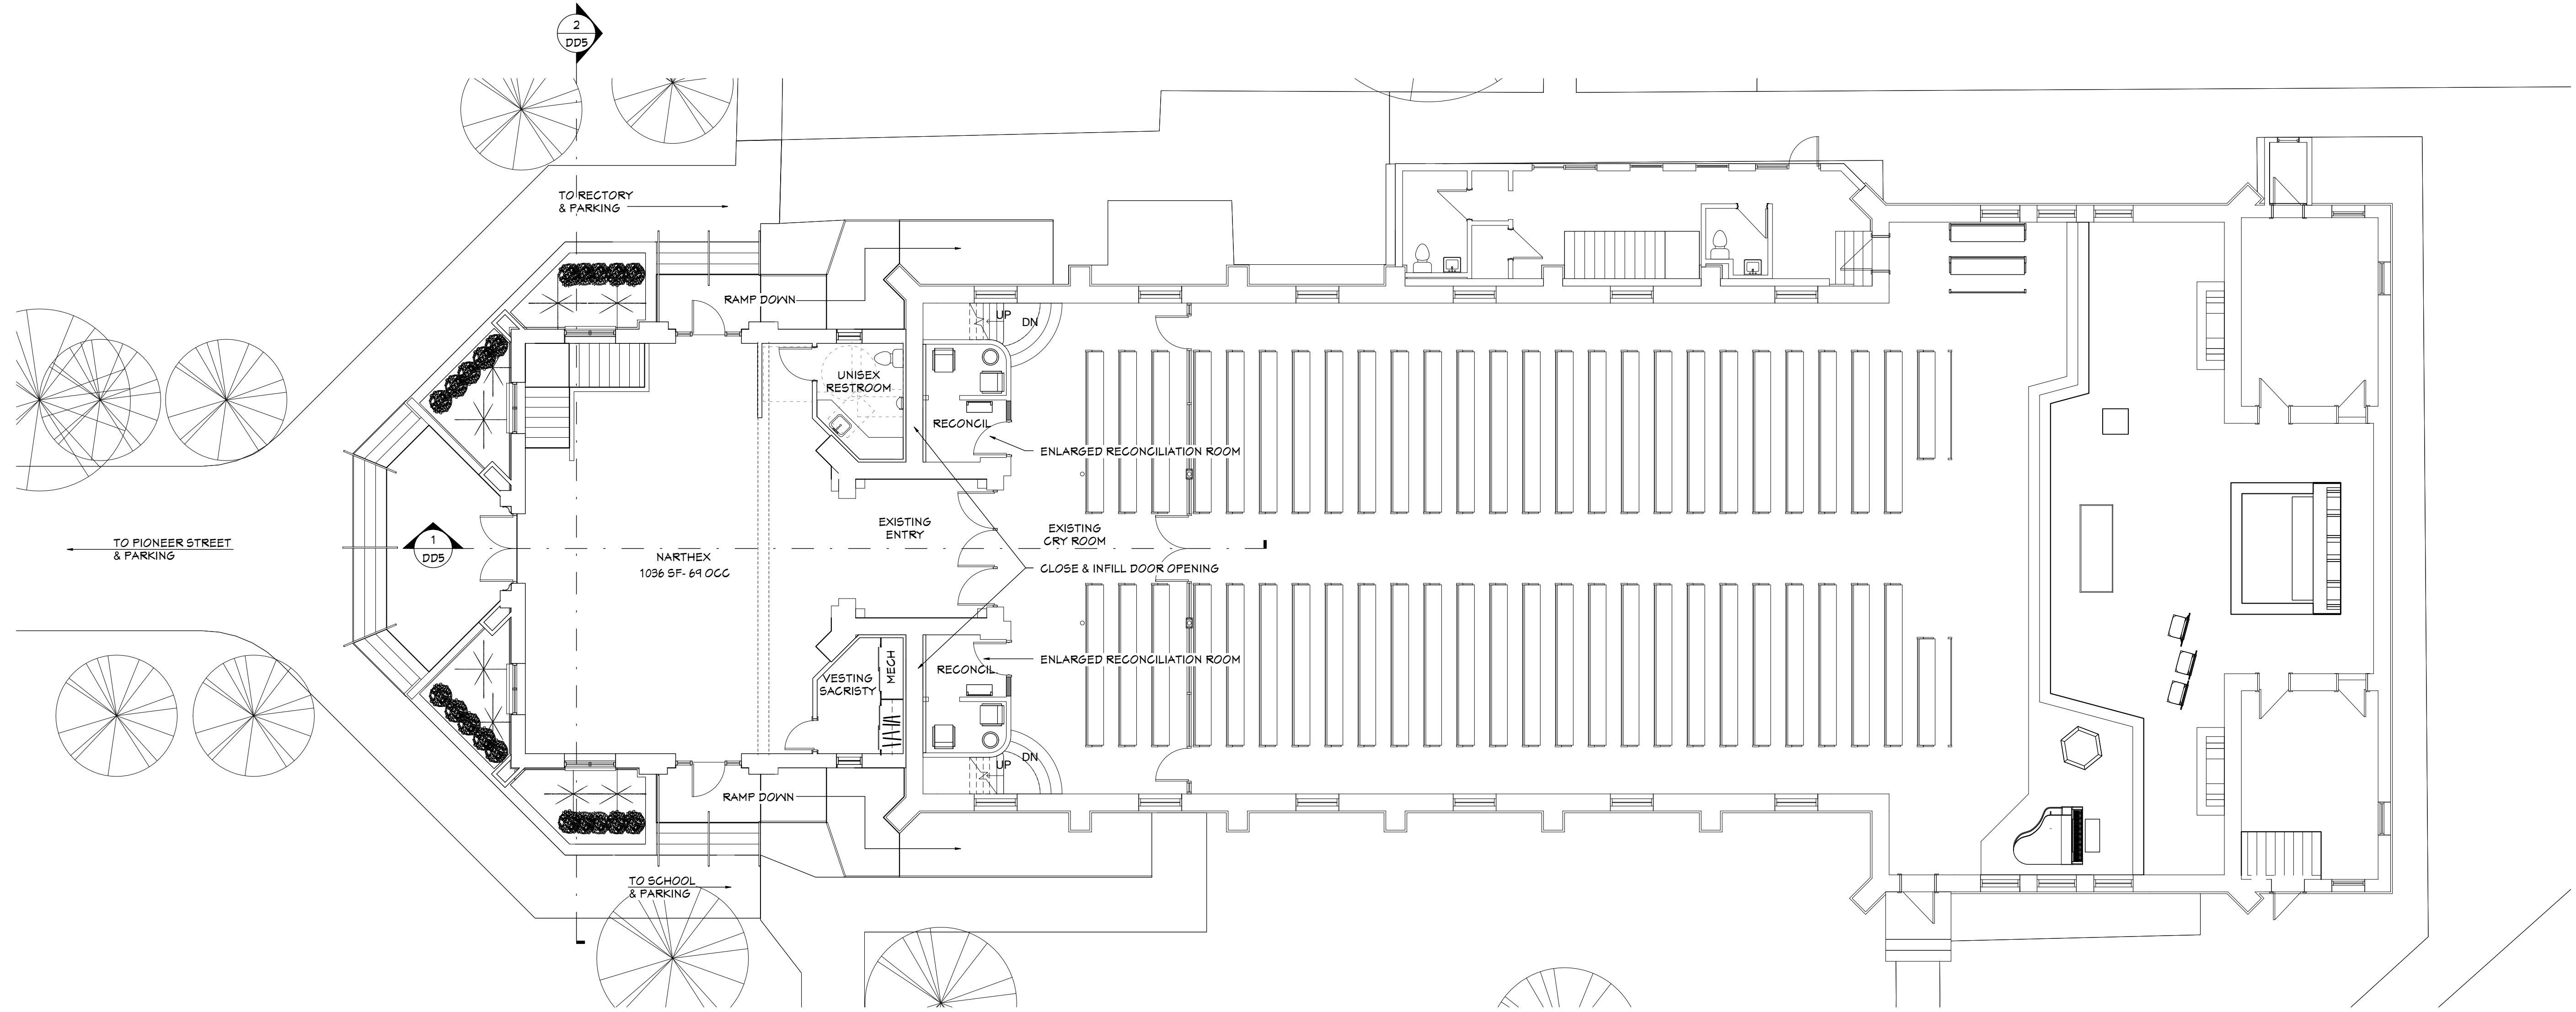 2
DD5
TO RECTORY
& PARKING
RAMP DOWN
UP
DN
UNISEX
RESTROOM
RECONCIL
ENLARGED RECONCILIATION ROOM
EXISTING
ENTRY
EXISTING
CRY ROOM
TO PIONEER STREET
& PARKING
1
DD5
NARTHEX
1036 SF- 69 OCC
CLOSE & INFILL DOOR OPENING
ENLARGED RECONCILIATION ROOM
RECONCIL
MECH
VESTING
SACRISTY
UP
DN
RAMP DOWN
TO SCHOOL
& PARKING